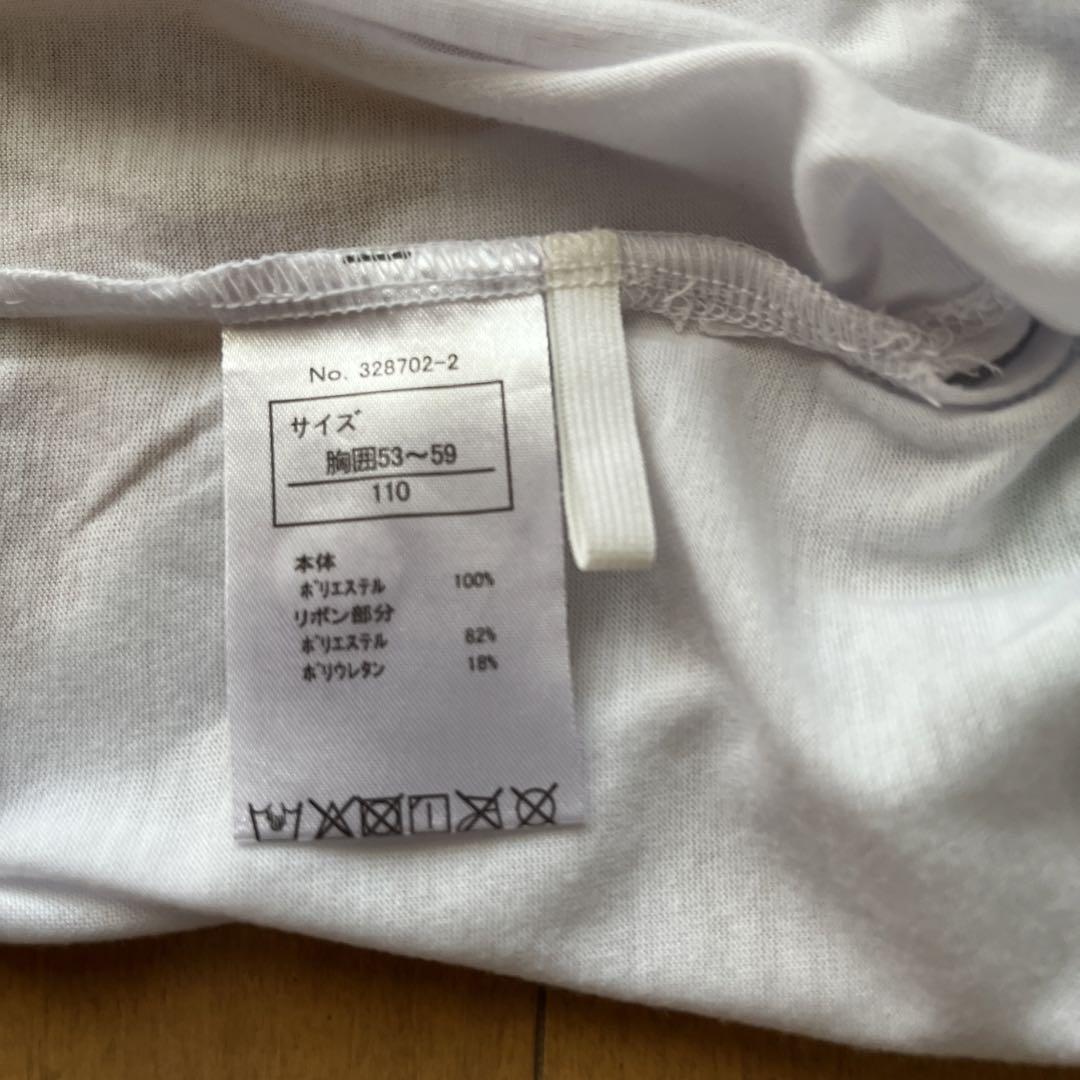 No. 328702-2
サイズ
胸囲53～59
110
本体
ﾎﾟﾘｴｽﾃﾙ 100%
リボン部分
ﾎﾟﾘｴｽﾃﾙ 82%
ﾎﾟﾘｳﾚﾀﾝ 18%